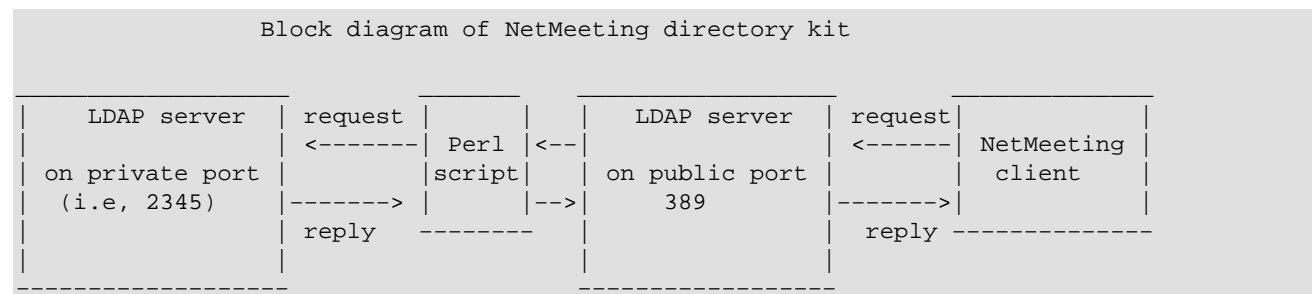 Block diagram of NetMeeting directory kit
LDAP server request LDAP server request
<------- Perl <-- <------ NetMeeting
on private port script on public port client
(i.e, 2345) -------> --> 389 ------->
reply -------- reply --------------